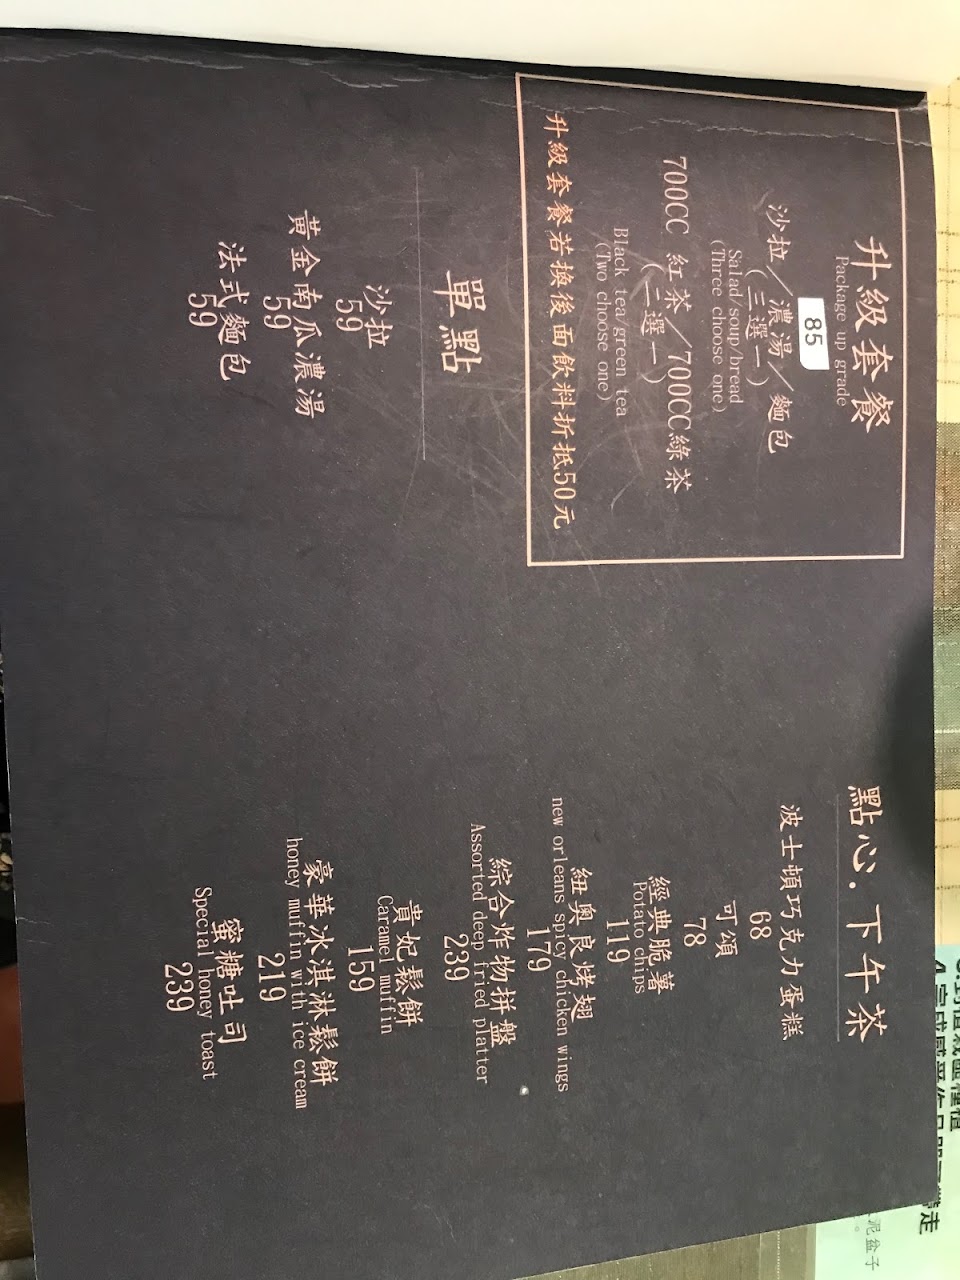 升級套餐
Package up grade
85
沙拉／濃湯／麵包
(三選一)
Salad/soup/bread
(Three choose one)
700CC 紅茶／700CC綠茶
(二選一)
Black tea/green tea
(Two choose one)
升級套餐若換後面飲料折抵50元
單點
沙拉
59
黃金南瓜濃湯
59
法式麵包
59
點心．下午茶
波士頓巧克力蛋糕
68
可頌
78
經典脆薯
Potato chips
119
紐奧良烤翅
new orleans spicy chicken wings
179
綜合炸物拼盤
Assorted deep fried platter
239
貴妃鬆餅
Caramel muffin
159
豪華冰淇淋鬆餅
honey muffin with ice cream
219
蜜糖吐司
Special honey toast
239
泥盆子